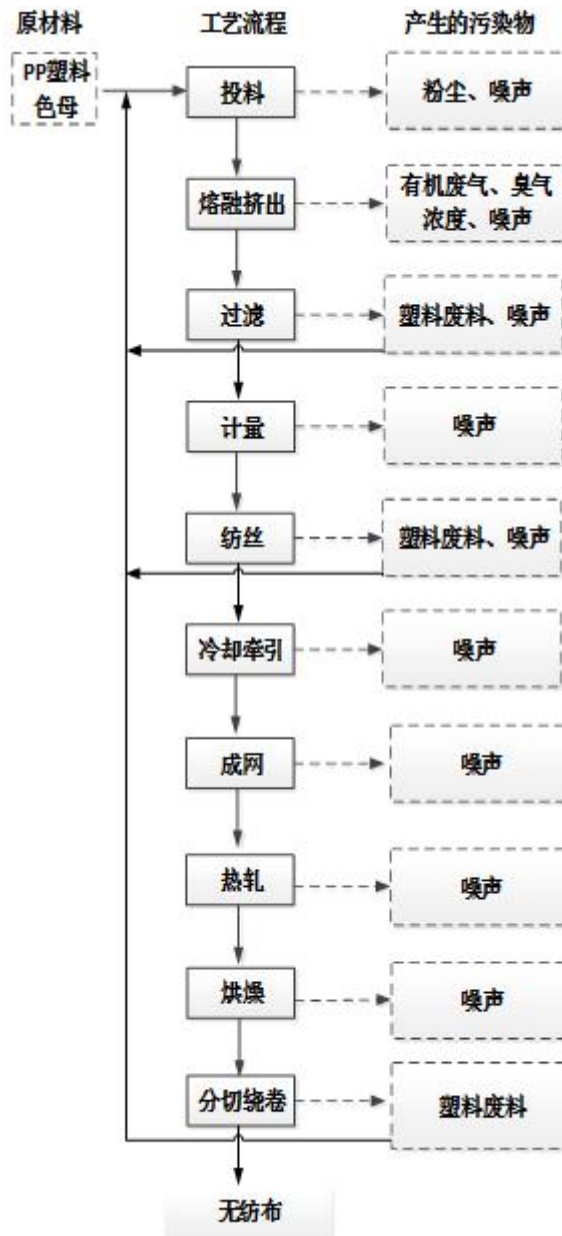 原材料 工艺流程 产生的污染物
PP塑料
色母
投料
粉尘、噪声
熔融挤出
有机废气、臭气
浓度、噪声
过滤
塑料废料、噪声
计量
噪声
纺丝
塑料废料、噪声
冷却牵引
噪声
成网
噪声
热轧
噪声
烘燥
噪声
分切绕卷
塑料废料
无纺布